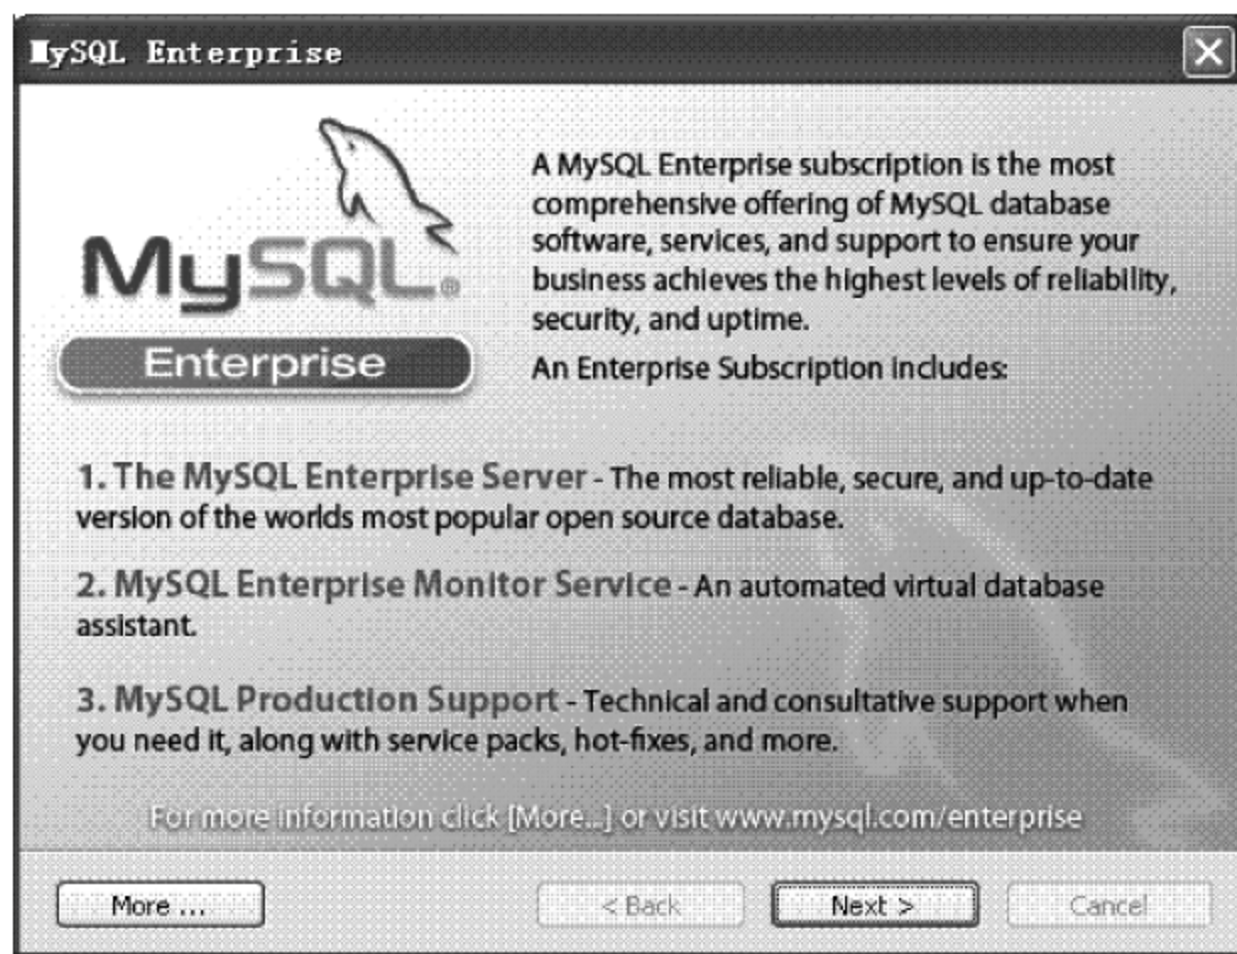 MySQL Enterprise
MySQL®
Enterprise
A MySQL Enterprise subscription is the most
comprehensive offering of MySQL database
software, services, and support to ensure your
business achieves the highest levels of reliability,
security, and uptime.
An Enterprise Subscription includes:
1. The MySQL Enterprise Server - The most reliable, secure, and up-to-date
version of the worlds most popular open source database.
2. MySQL Enterprise Monitor Service - An automated virtual database
assistant.
3. MySQL Production Support - Technical and consultative support when
you need it, along with service packs, hot-fixes, and more.
For more information click [More...] or visit www.mysql.com/enterprise
More ... < Back Next > Cancel